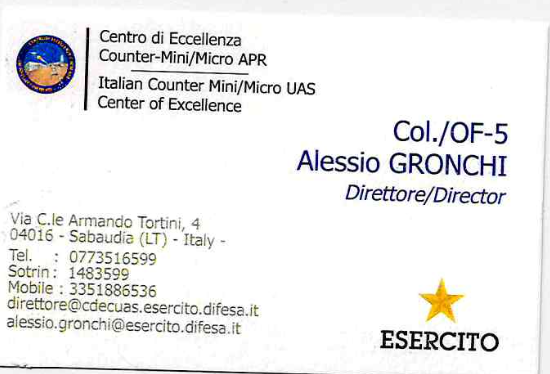 Centro di Eccellenza
Counter-Mini/Micro APR
Italian Counter Mini/Micro UAS
Center of Excellence
Col./OF-5
Alessio GRONCHI
Direttore/Director
Via C.le Armando Tortini, 4
04016 - Sabaudia (LT) - Italy -
Tel. : 0773516599
Sotrin : 1483599
Mobile : 3351886536
direttore@cdecuas.esercito.difesa.it
alessio.gronchi@esercito.difesa.it
ESERCITO